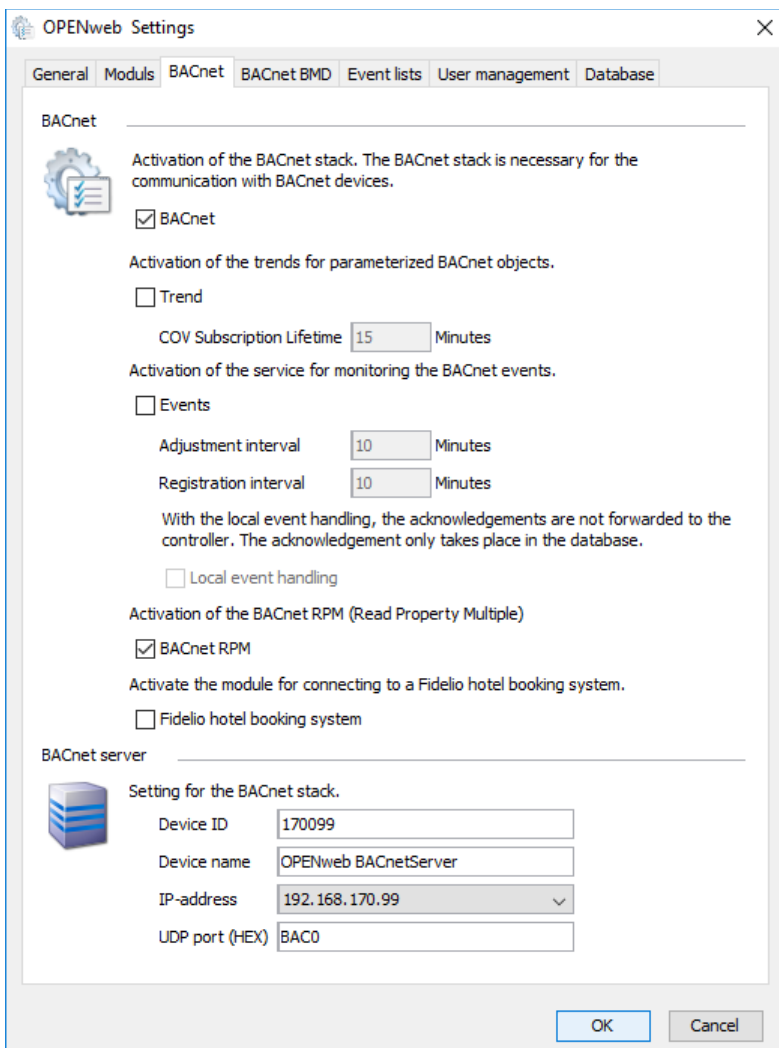 OPENweb Settings
General Moduls BACnet BACnet BMD Event lists User management Database
BACnet
Activation of the BACnet stack. The BACnet stack is necessary for the
communication with BACnet devices.
BACnet
Activation of the trends for parameterized BACnet objects.
Trend
COV Subscription Lifetime 15 Minutes
Activation of the service for monitoring the BACnet events.
Events
Adjustment interval 10 Minutes
Registration interval 10 Minutes
With the local event handling, the acknowledgements are not forwarded to the
controller. The acknowledgement only takes place in the database.
Local event handling
Activation of the BACnet RPM (Read Property Multiple)
BACnet RPM
Activate the module for connecting to a Fidelio hotel booking system.
Fidelio hotel booking system
BACnet server
Setting for the BACnet stack.
Device ID 170099
Device name OPENweb BACnetServer
IP-address 192.168.170.99
UDP port (HEX) BAC0
OK Cancel